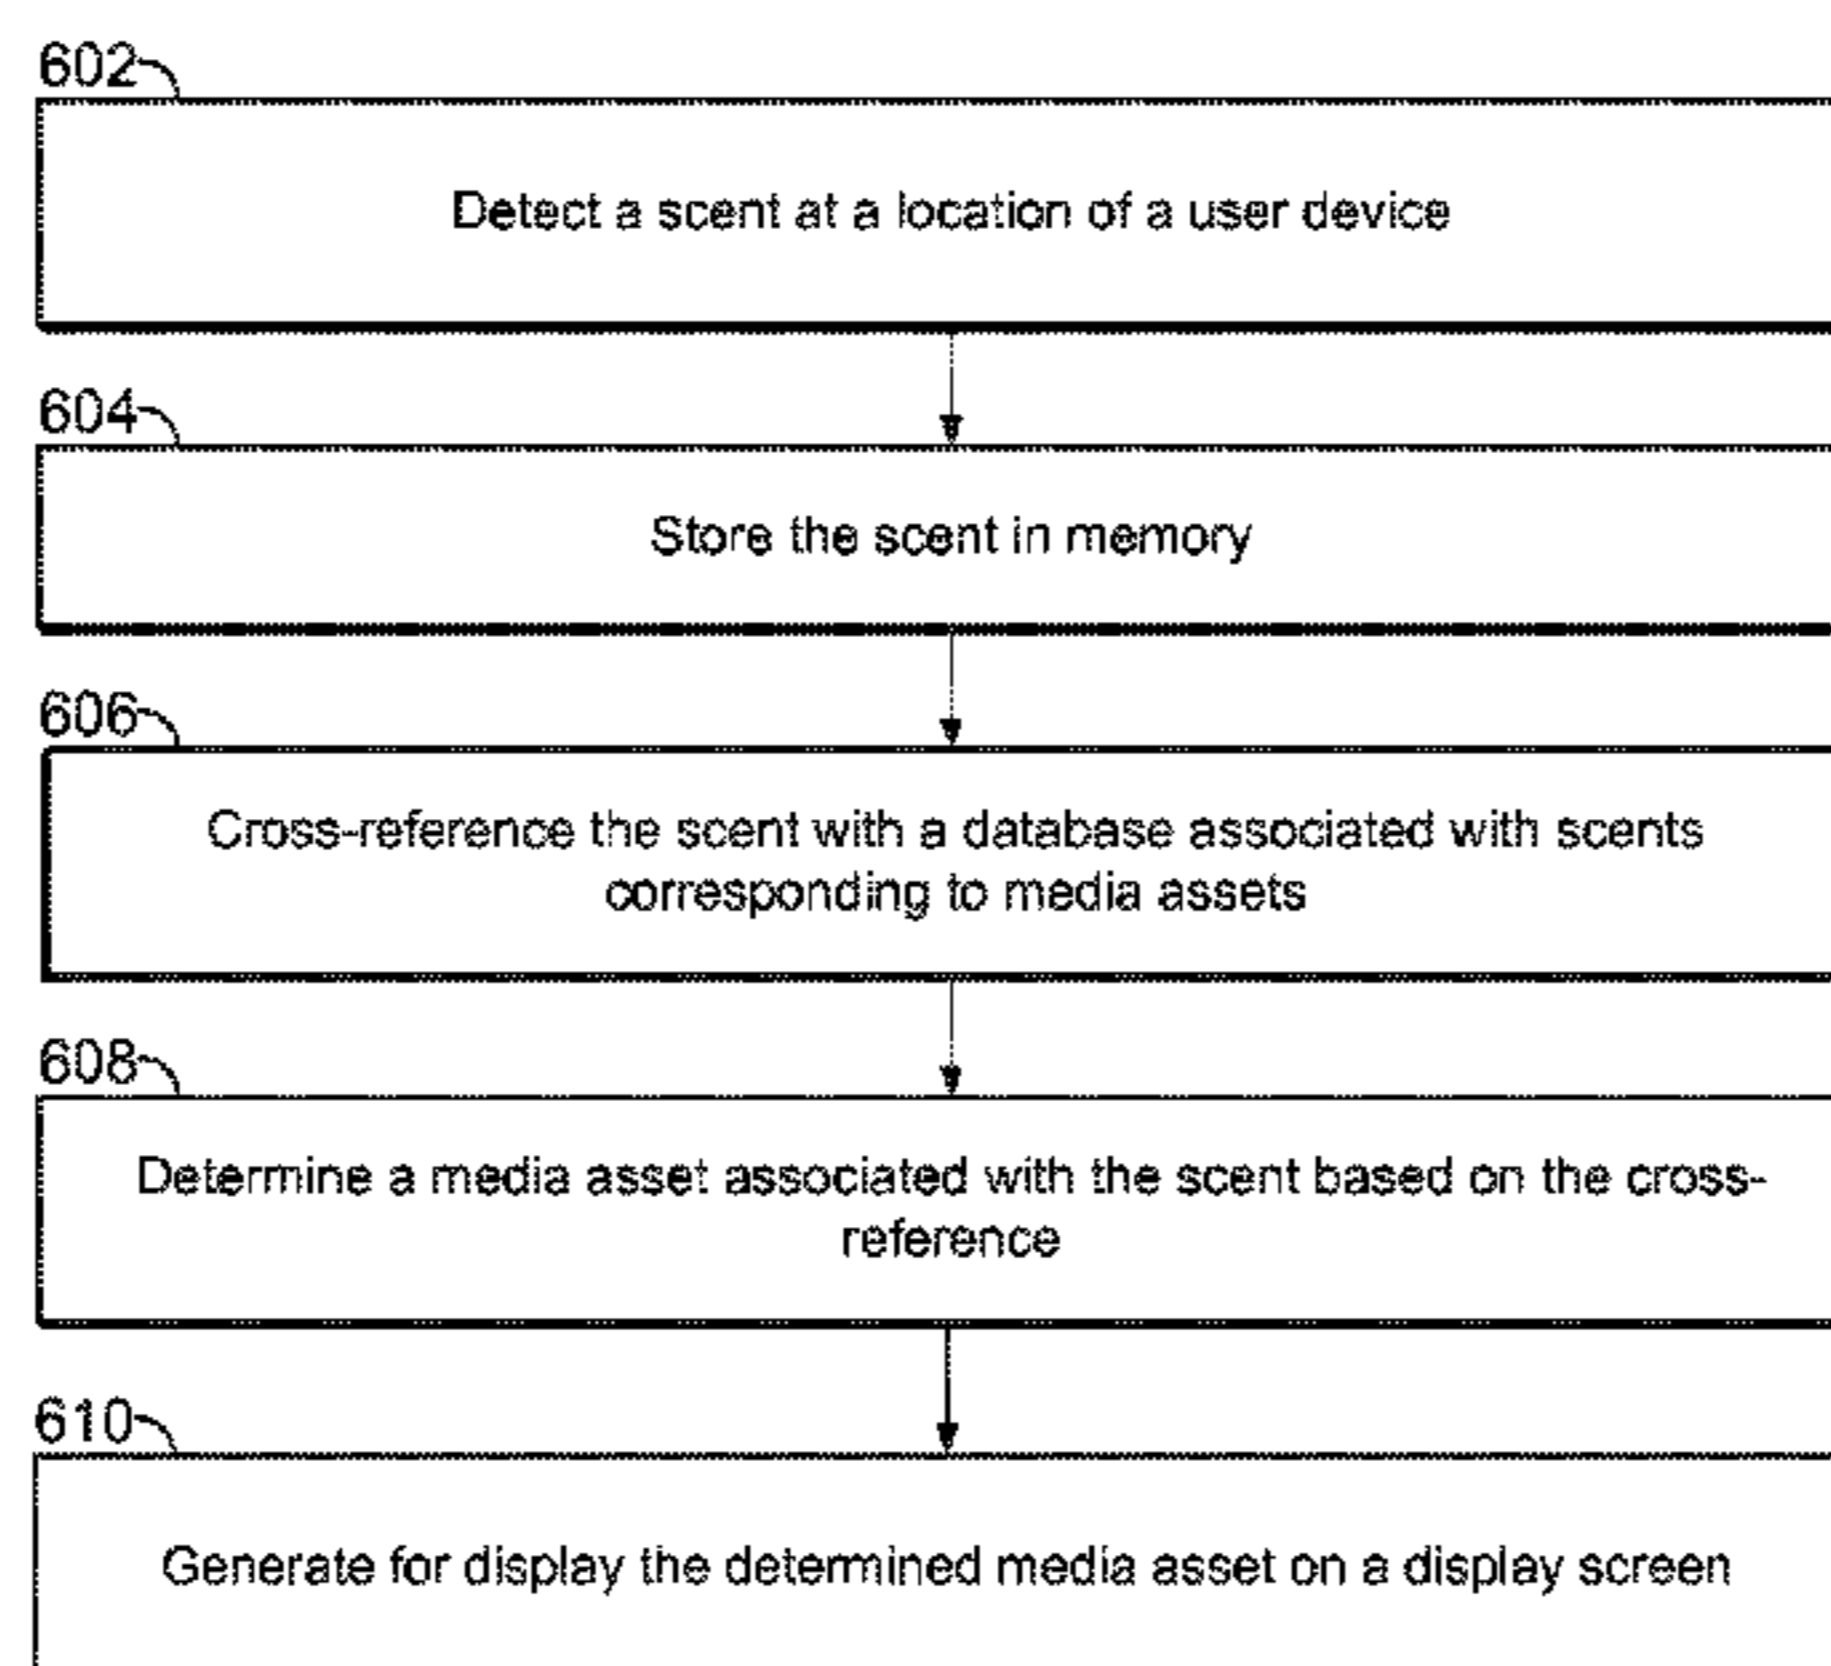 602
Detect a scent at a location of a user device
604
Store the scent in memory
606
Cross-reference the scent with a database associated with scents
corresponding to media assets
608
Determine a media asset associated with the scent based on the cross-
reference
610
Generate for display the determined media asset on a display screen